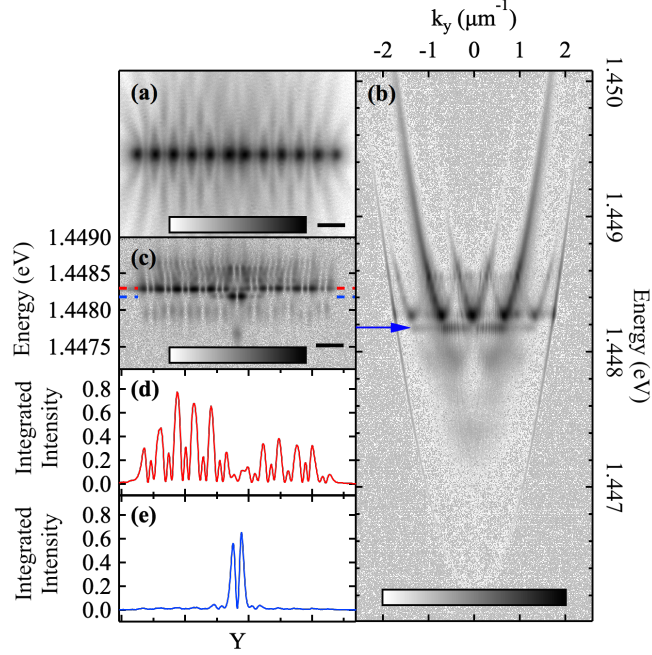 k_y (μm⁻¹)
-2 -1 0 1 2
(a)
(b)
1.450
1.449
1.448
1.447
Energy (eV)
(c)
1.4490
1.4485
1.4480
1.4475
Energy (eV)
(d)
0.8
0.6
0.4
0.2
0.0
Integrated
Intensity
(e)
0.8
0.6
0.4
0.2
0.0
Integrated
Intensity
Y